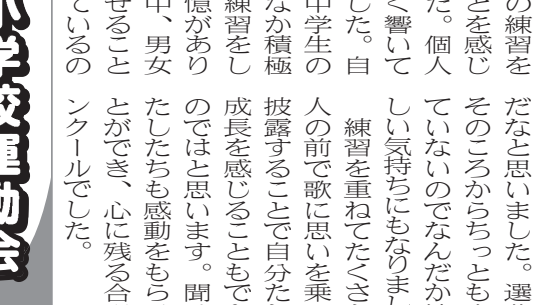 の練習を
とを感じ
た。個人
く響いて
した。自
中学生の
なか積極
練習をし
憶があり
中、男女
せること
ているの
だなと思いました。選
そのころからちっとも
ていないのでなんだか
しい気持ちにもなりまし
練習を重ねてたくさ
人の前で歌に思いを乗
披露することで自分た
成長を感じることもで
のではと思います。聞
たしたちも感動をもら
とができ、心に残る合
ンクールでした。
小学校運動会